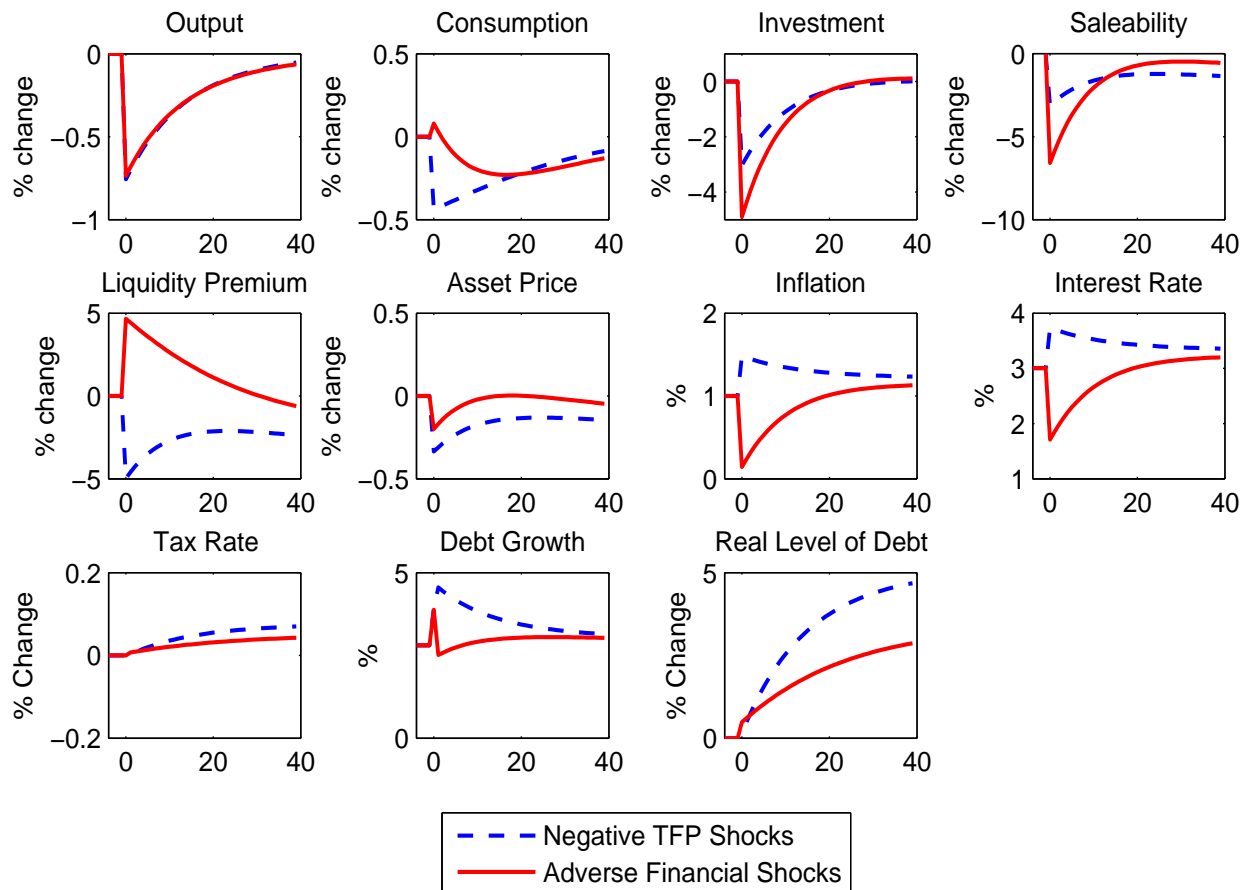 Output
Consumption
Investment
Saleability
0
−0.5
−1
% change
0 20 40
0.5
0
−0.5
% change
0 20 40
0
−2
−4
% change
0 20 40
0
−5
−10
% change
0 20 40
Liquidity Premium
Asset Price
Inflation
Interest Rate
5
0
−5
% change
0 20 40
0.5
0
−0.5
% change
0 20 40
2
1
0
%
0 20 40
4
3
2
1
%
0 20 40
Tax Rate
Debt Growth
Real Level of Debt
0.2
0
−0.2
% Change
0 20 40
5
0
%
0 20 40
5
0
% Change
0 20 40
Negative TFP Shocks
Adverse Financial Shocks